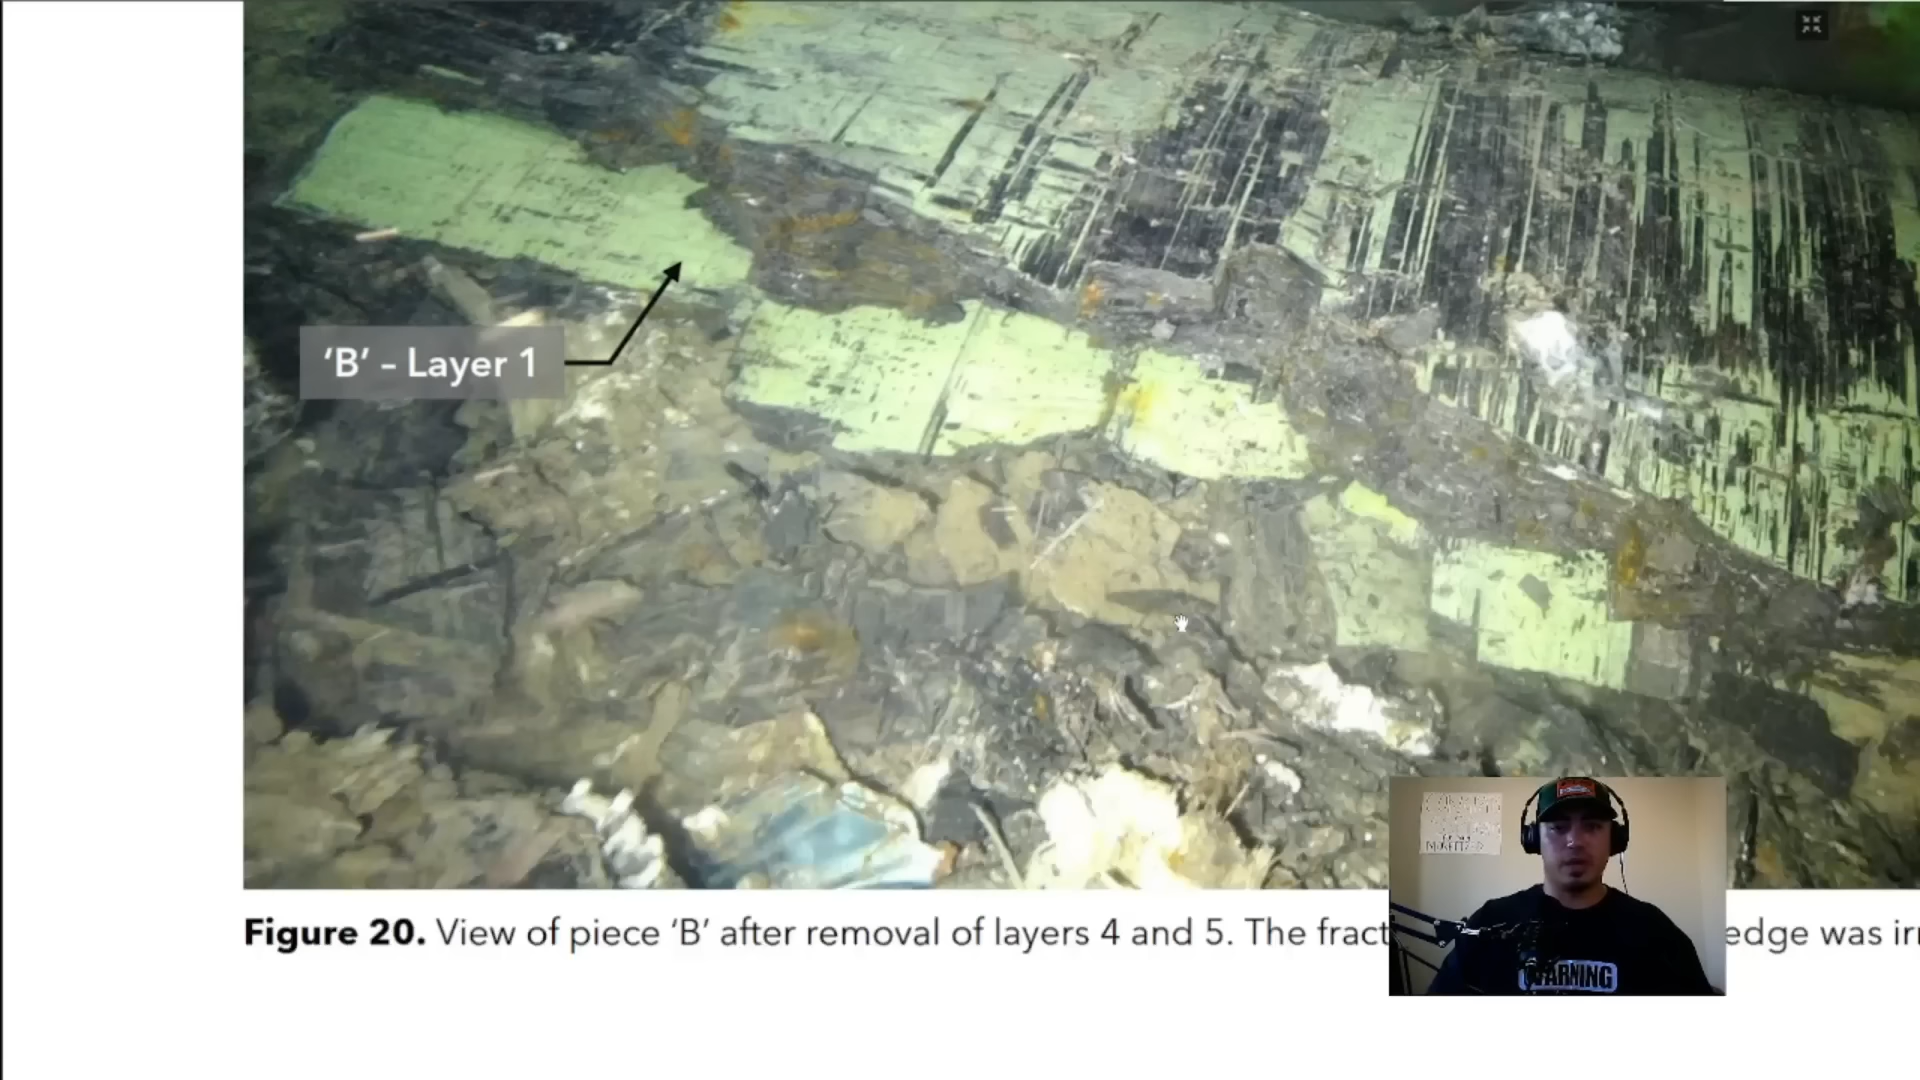 ‘B’ – Layer 1
Figure 20. View of piece ‘B’ after removal of layers 4 and 5. The fract
edge was
WARNING